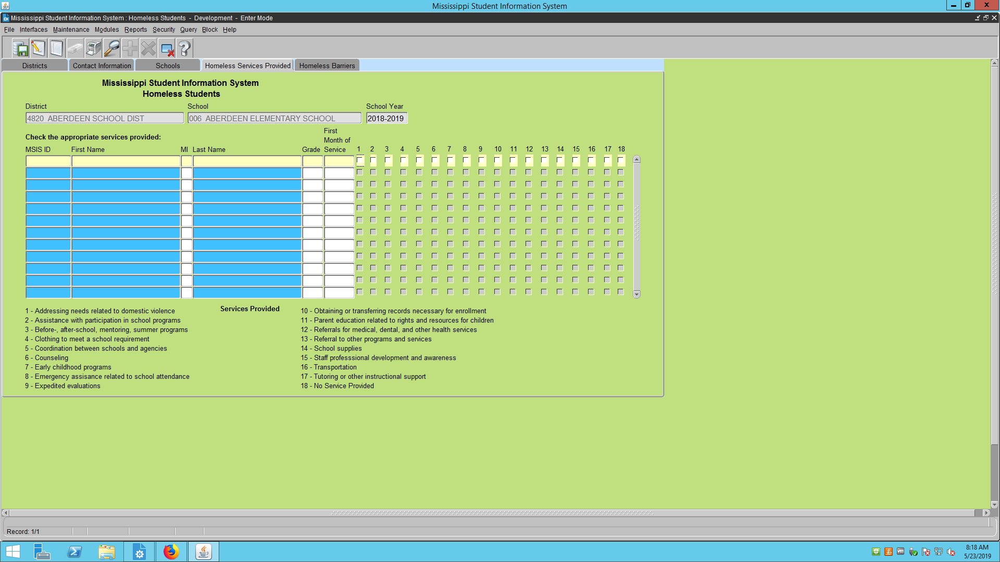 Mississippi Student Information System
Mississippi Student Information System : Homeless Students - Development - Enter Mode
File Interfaces Maintenance Modules Reports Security Query Block Help
Districts Contact Information Schools Homeless Services Provided Homeless Barriers
Mississippi Student Information System
Homeless Students
District School School Year
4820 ABERDEEN SCHOOL DIST 006 ABERDEEN ELEMENTARY SCHOOL 2018-2019
Check the appropriate services provided:
MSIS ID First Name MI Last Name Grade First Month of Service 1 2 3 4 5 6 7 8 9 10 11 12 13 14 15 16 17 18
Services Provided
1 - Addressing needs related to domestic violence
2 - Assistance with participation in school programs
3 - Before-, after-school, mentoring, summer programs
4 - Clothing to meet a school requirement
5 - Coordination between schools and agencies
6 - Counseling
7 - Early childhood programs
8 - Emergency assisance related to school attendance
9 - Expedited evaluations
10 - Obtaining or transferring records necessary for enrollment
11 - Parent education related to rights and resources for children
12 - Referrals for medical, dental, and other health services
13 - Referral to other programs and services
14 - School supplies
15 - Staff professsional development and awareness
16 - Transportation
17 - Tutoring or other instructional support
18 - No Service Provided
Record: 1/1
8:18 AM
5/23/2019